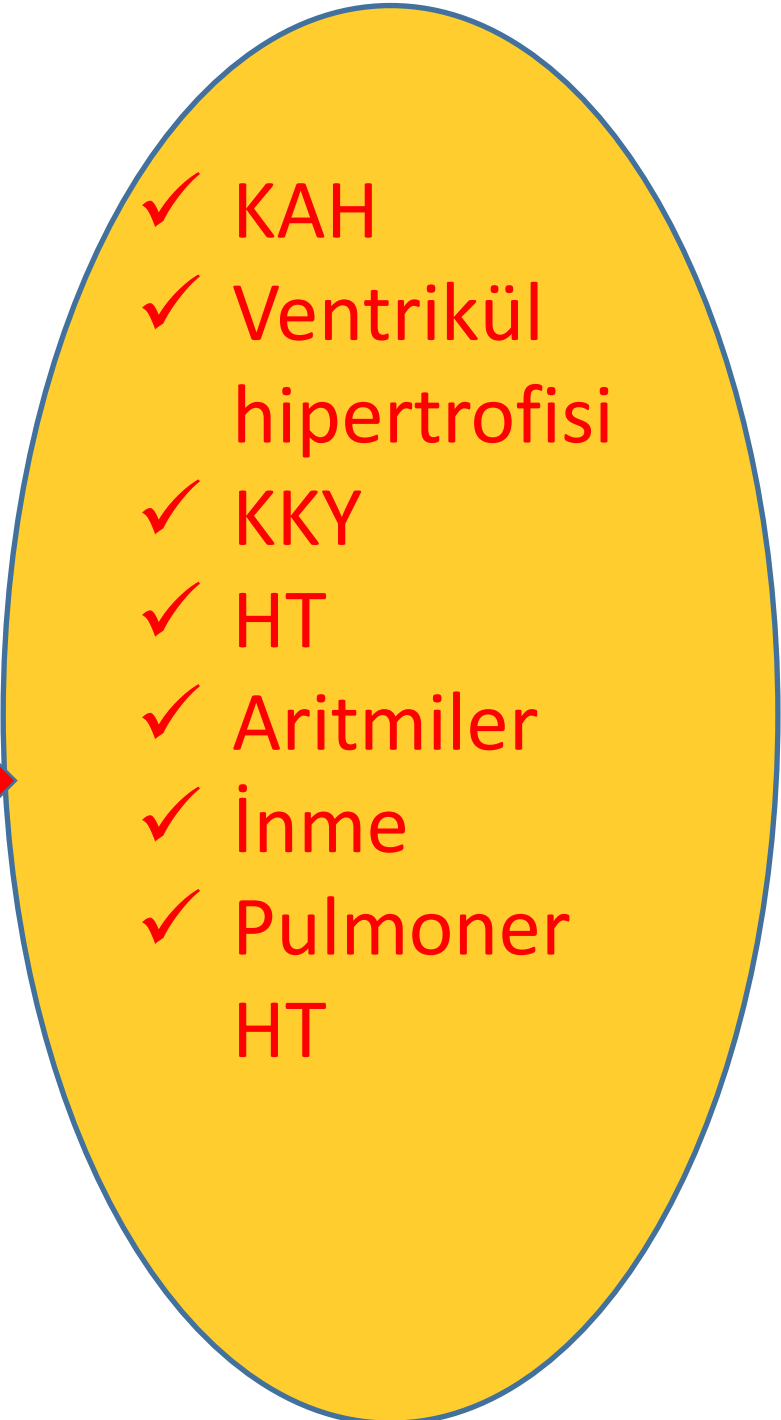 ✓ KAH
✓ Ventrikül
hipertrofisi
✓ KKY
✓ HT
✓ Aritmiler
✓ İnme
✓ Pulmoner
HT